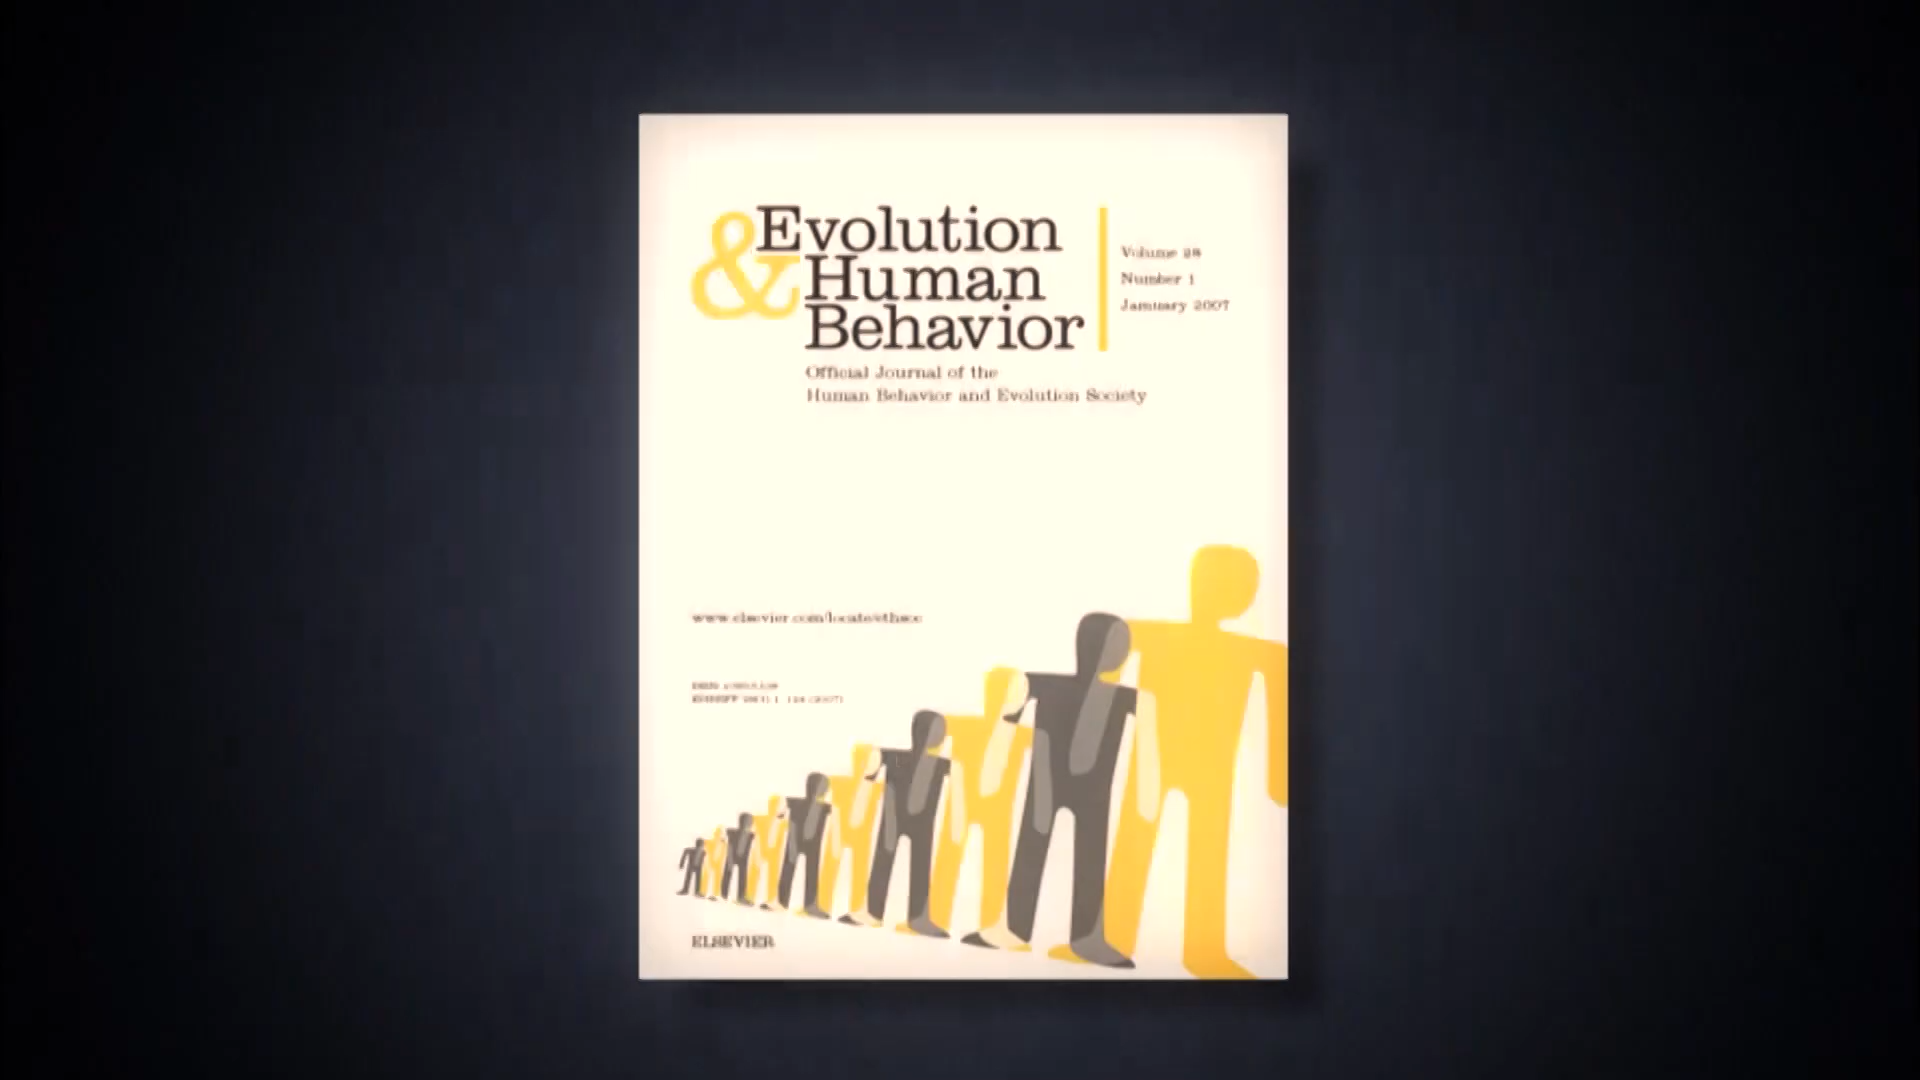 & Evolution
Human
Behavior
Volume 28
Number 1
January 2007
Official Journal of the
Human Behavior and Evolution Society
www.elsevier.com/locate/
ELSEVIER